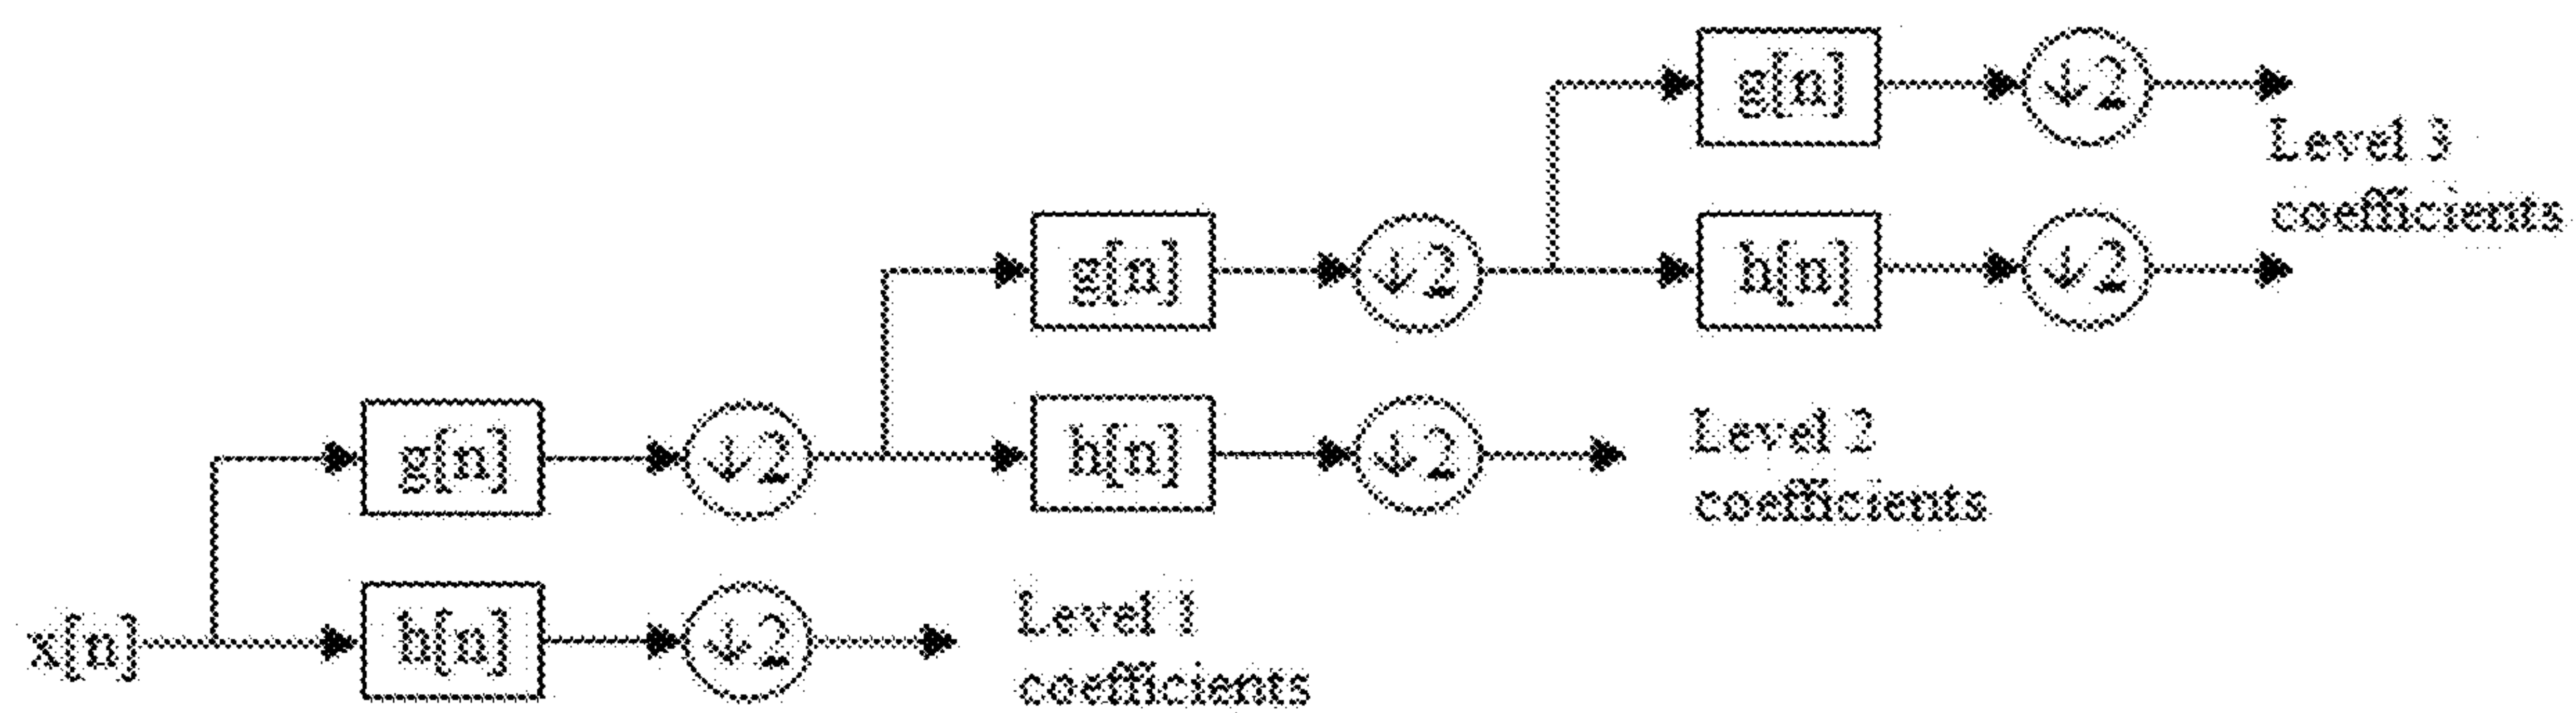 g[n] ↓2
Level 3
coefficients
g[n] ↓2 h[n] ↓2
g[n] ↓2 h[n] ↓2
Level 2
coefficients
x[n] h[n] ↓2
Level 1
coefficients